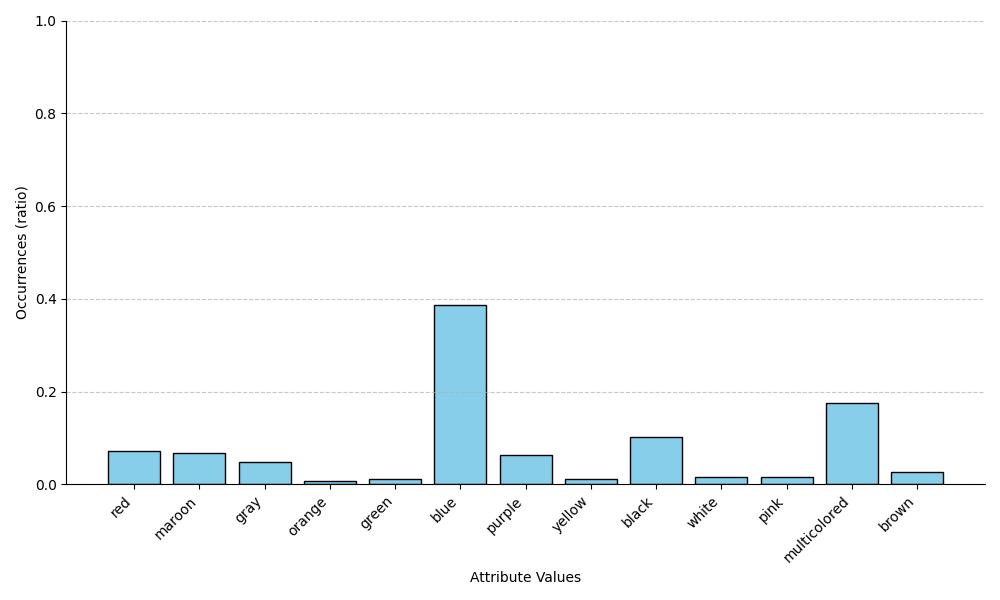 1.0
0.8
0.6
0.4
0.2
0.0
Occurrences (ratio)
red
maroon
gray
orange
green
blue
purple
yellow
black
white
pink
multicolored
brown
Attribute Values